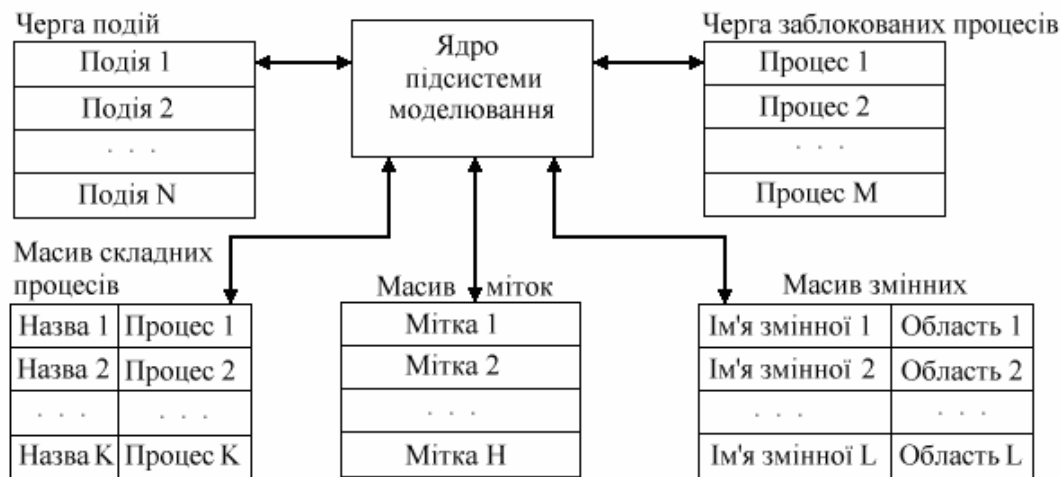 Черга подій
Подія 1
Подія 2
. . .
Подія N
Ядро
підсистеми
моделювання
Черга заблокованих процесів
Процес 1
Процес 2
. . .
Процес М
Масив складних
процесів
Назва 1 Процес 1
Назва 2 Процес 2
. . . . . .
Назва К Процес К
Масив міток
Мітка 1
Мітка 2
. . .
Мітка Н
Масив змінних
Ім'я змінної 1 Область 1
Ім'я змінної 2 Область 2
. . . . . .
Ім'я змінної L Область L